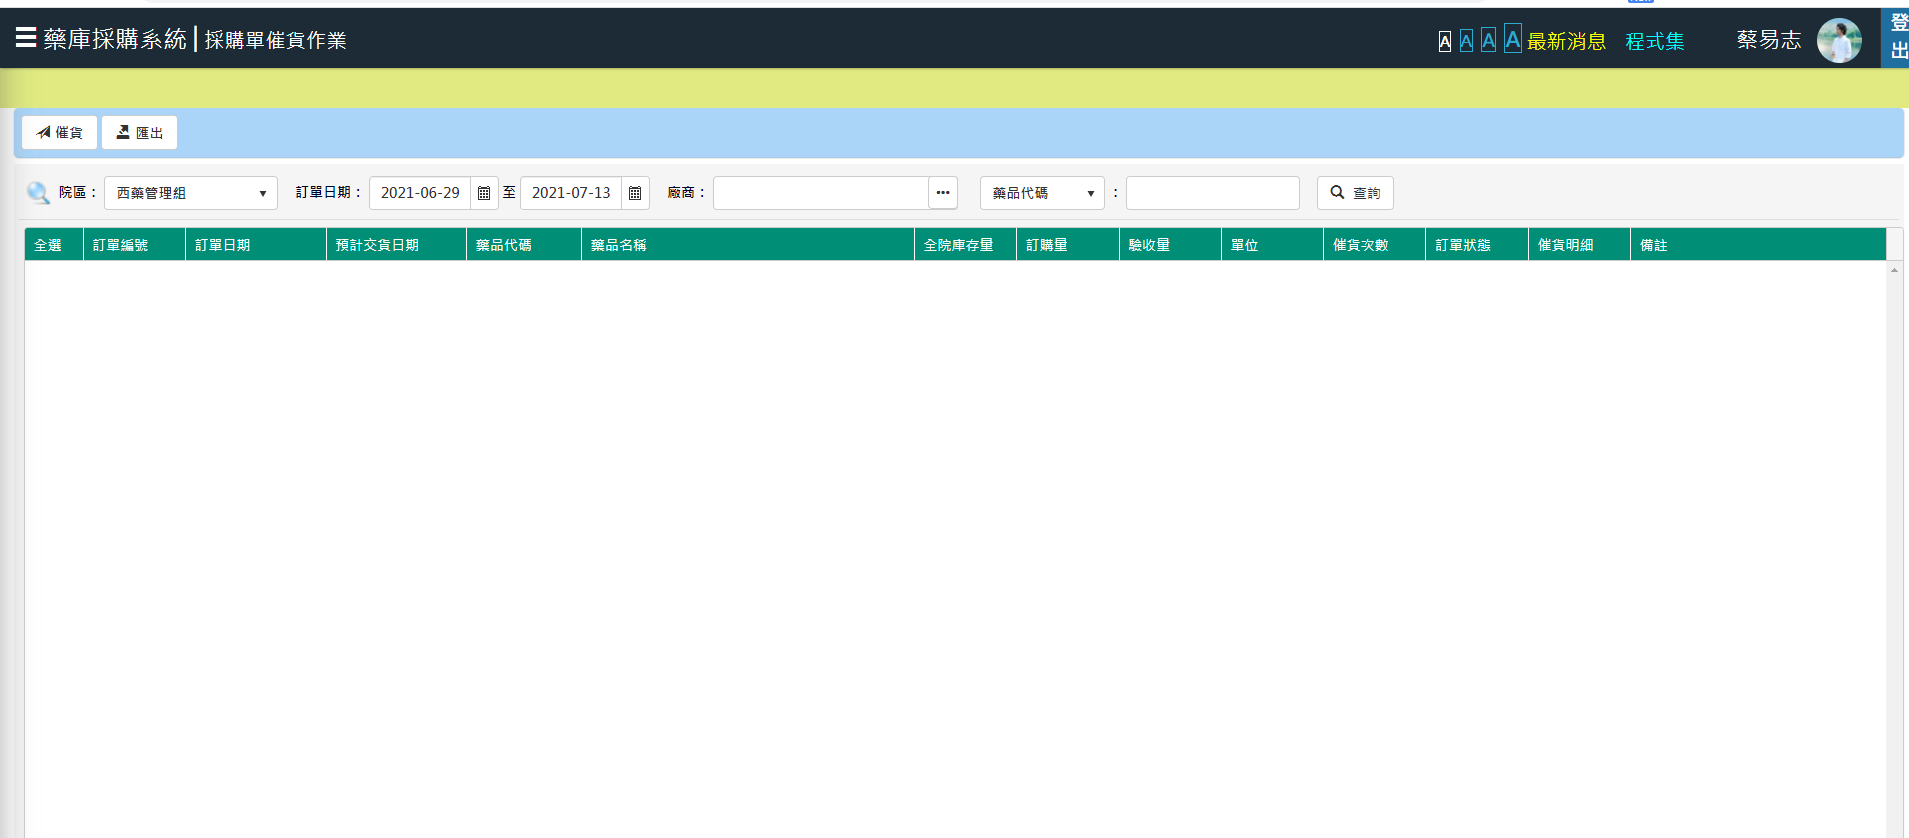 藥庫採購系統 | 採購單催貨作業 A A A A 最新消息 程式集 蔡易志 登出
催貨 匯出
院區： 西藥管理組 訂單日期： 2021-06-29 至 2021-07-13 廠商： ... 藥品代碼 ： 查詢
全選 訂單編號 訂單日期 預計交貨日期 藥品代碼 藥品名稱 全院庫存量 訂購量 驗收量 單位 催貨次數 訂單狀態 催貨明細 備註